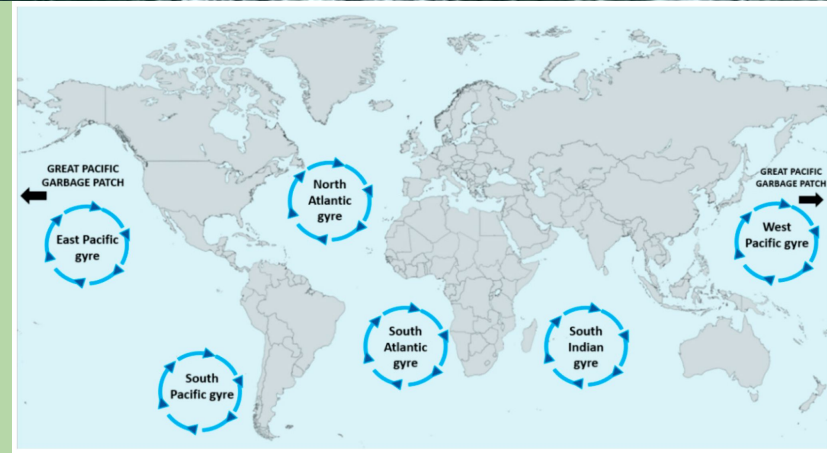 GREAT PACIFIC
GARBAGE PATCH
East Pacific
gyre
North
Atlantic
gyre
GREAT PACIFIC
GARBAGE PATCH
West
Pacific gyre
South
Pacific gyre
South
Atlantic
gyre
South
Indian
gyre